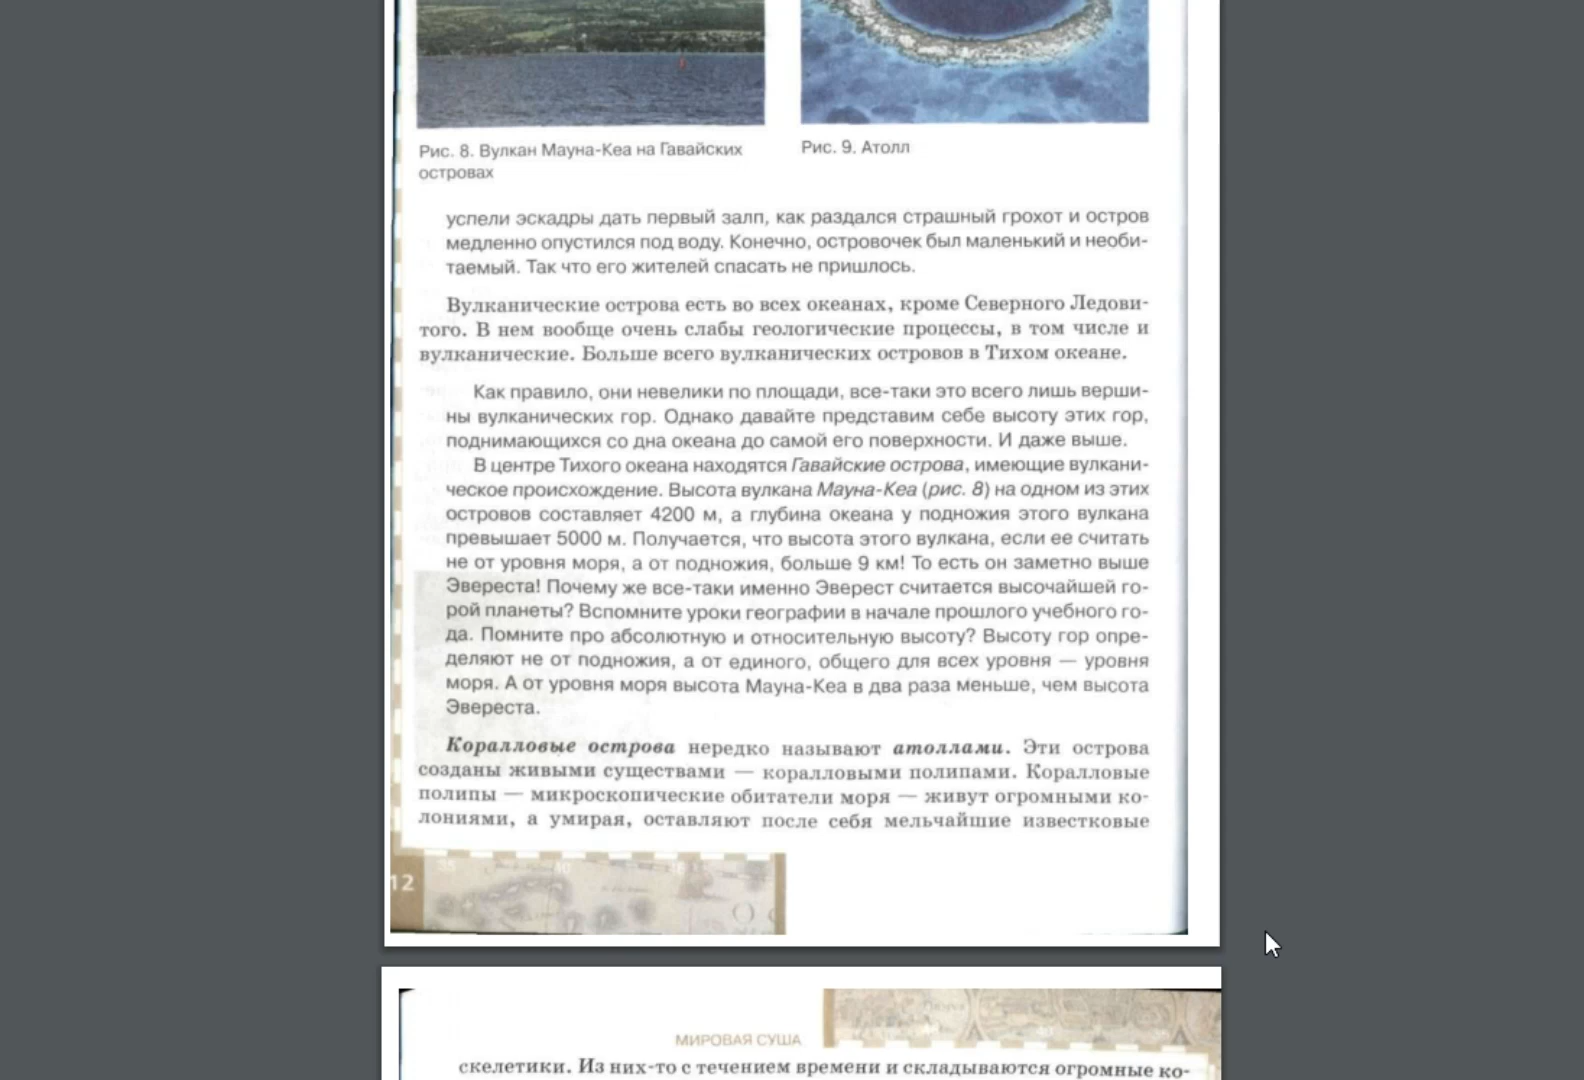 Рис. 8. Вулкан Мауна-Кеа на Гавайских
островах
Рис. 9. Атолл
успели эскадры дать первый залп, как раздался страшный грохот и остров
медленно опустился под воду. Конечно, островочек был маленький и необи-
таемый. Так что его жителей спасать не пришлось.
Вулканические острова есть во всех океанах, кроме Северного Ледови-
того. В нем вообще очень слабы геологические процессы, в том числе и
вулканические. Больше всего вулканических островов в Тихом океане.
Как правило, они невелики по площади, все-таки это всего лишь верши-
ны вулканических гор. Однако давайте представим себе высоту этих гор,
поднимающихся со дна океана до самой его поверхности. И даже выше.
В центре Тихого океана находятся Гавайские острова, имеющие вулкани-
ческое происхождение. Высота вулкана Мауна-Кеа (рис. 8) на одном из этих
островов составляет 4200 м, а глубина океана у подножия этого вулкана
превышает 5000 м. Получается, что высота этого вулкана, если ее считать
не от уровня моря, а от подножия, больше 9 км! То есть он заметно выше
Эвереста! Почему же все-таки именно Эверест считается высочайшей го-
рой планеты? Вспомните уроки географии в начале прошлого учебного го-
да. Помните про абсолютную и относительную высоту? Высоту гор опре-
деляют не от подножия, а от единого, общего для всех уровня — уровня
моря. А от уровня моря высота Мауна-Кеа в два раза меньше, чем высота
Эвереста.
Коралловые острова нередко называют атоллами. Эти острова
созданы живыми существами — коралловыми полипами. Коралловые
полипы — микроскопические обитатели моря — живут огромными ко-
лониями, а умирая, оставляют после себя мельчайшие известковые
12
МИРОВАЯ СУША
скелетики. Из них-то с течением времени и складываются огромные ко-